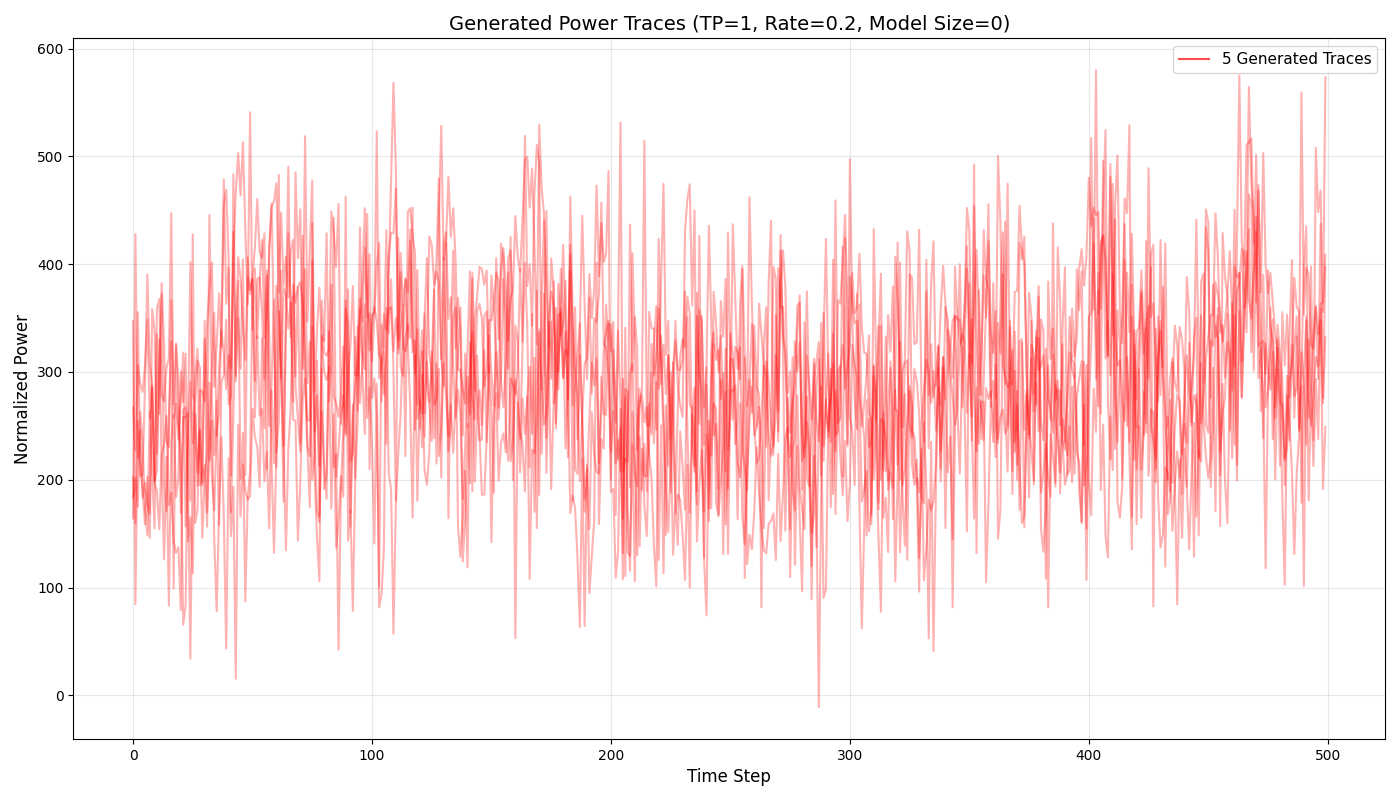 Generated Power Traces (TP=1, Rate=0.2, Model Size=0)
5 Generated Traces
Normalized Power
600
500
400
300
200
100
0
0 100 200 300 400 500
Time Step